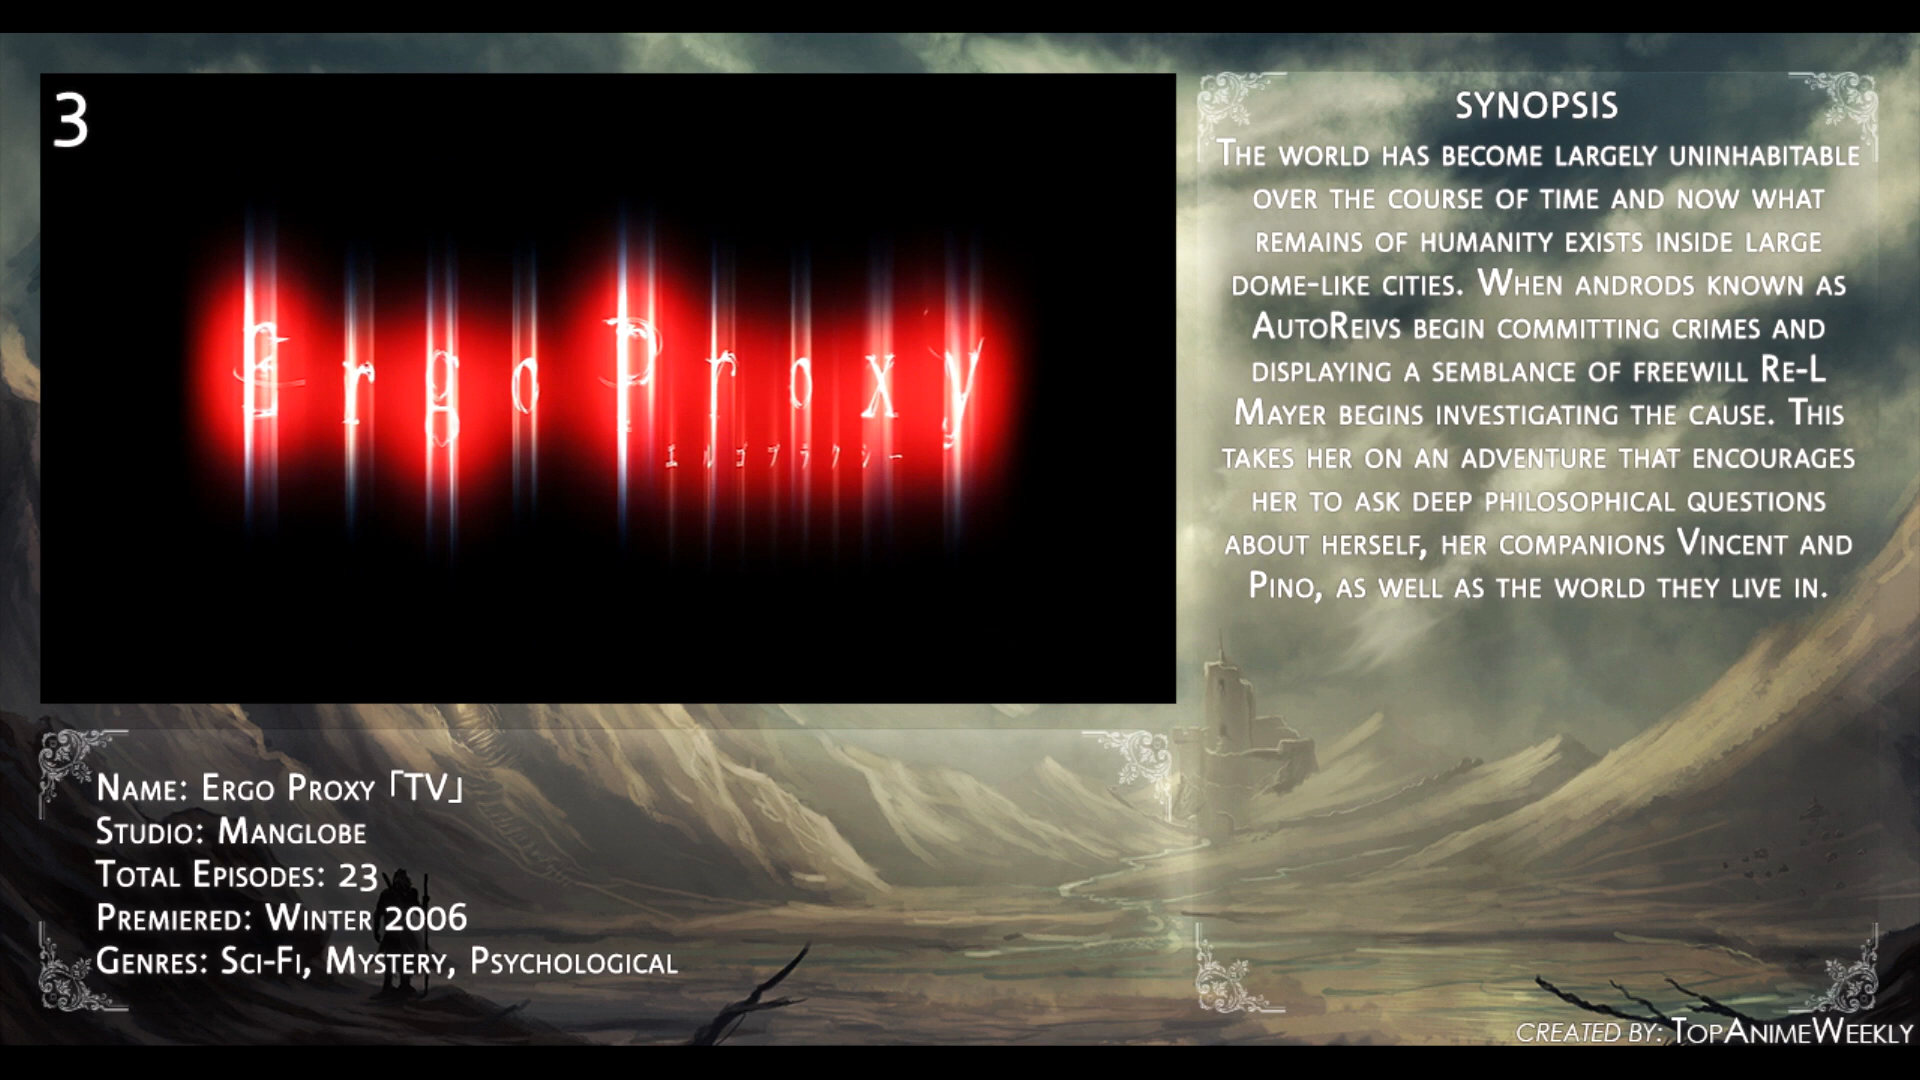 3
Ergo Proxy
エルゴプラクシー
Name: Ergo Proxy「TV」
Studio: Manglobe
Total Episodes: 23
Premiered: Winter 2006
Genres: Sci-Fi, Mystery, Psychological
SYNOPSIS
The world has become largely uninhabitable
over the course of time and now what
remains of humanity exists inside large
dome-like cities. When androds known as
AutoReivs begin committing crimes and
displaying a semblance of freewill Re-L
Mayer begins investigating the cause. This
takes her on an adventure that encourages
her to ask deep philosophical questions
about herself, her companions Vincent and
Pino, as well as the world they live in.
CREATED BY: TopAnimeWeekly